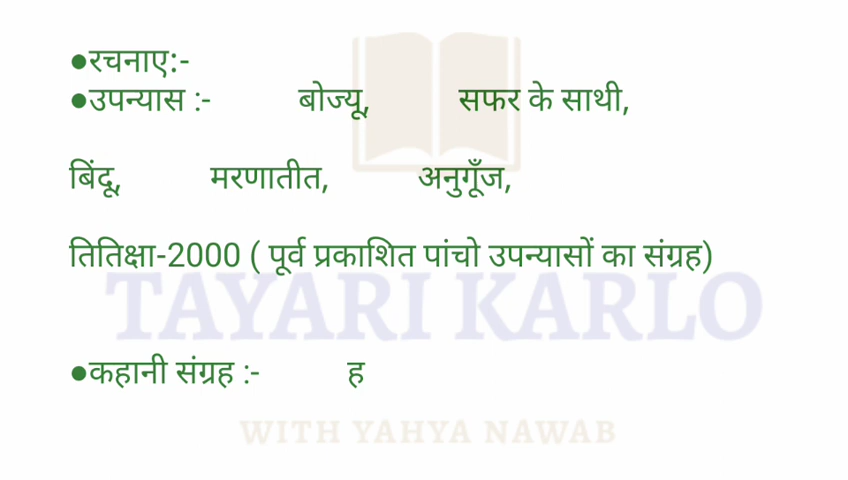 ●रचनाए:-
●उपन्यास :- बोज्यू, सफर के साथी,
बिंदू, मरणातीत, अनुगूँज,
तितिक्षा-2000 ( पूर्व प्रकाशित पांचो उपन्यासों का संग्रह)
TAYARI KARLO
●कहानी संग्रह :- ह
WITH YAHYA NAWAB